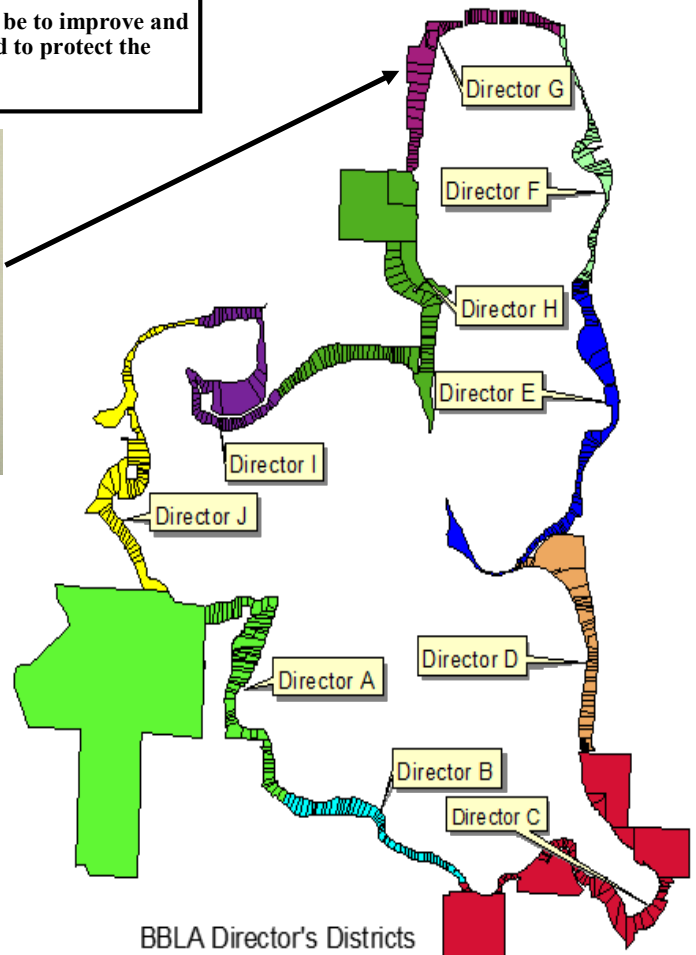 be to improve and
d to protect the
Director G
Director F
Director H
Director E
Director I
Director J
Director D
Director A
Director B
Director C
BBLA Director's Districts